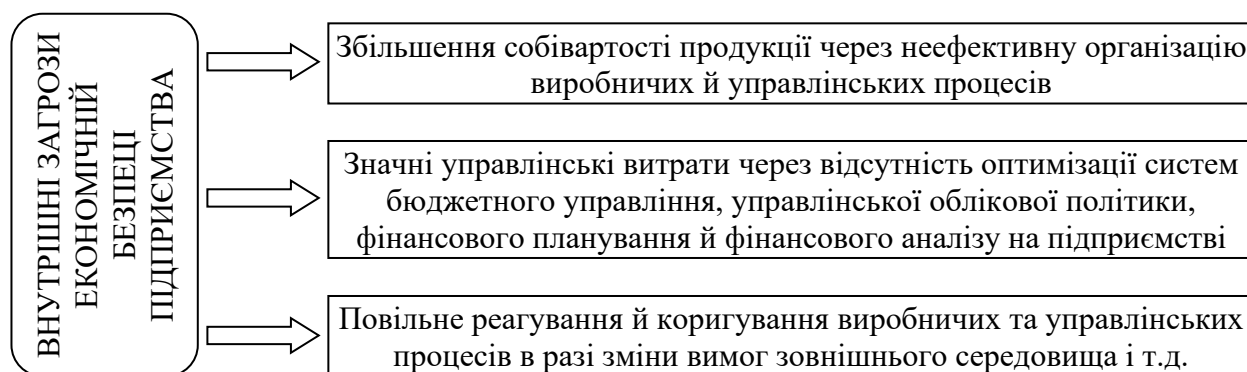 ВНУТРІШНІ ЗАГРОЗИ
ЕКОНОМІЧНІЙ
БЕЗПЕЦІ
ПІДПРИЄМСТВА
Збільшення собівартості продукції через неефективну організацію
виробничих й управлінських процесів
Значні управлінські витрати через відсутність оптимізації систем
бюджетного управління, управлінської облікової політики,
фінансового планування й фінансового аналізу на підприємстві
Повільне реагування й коригування виробничих та управлінських
процесів в разі зміни вимог зовнішнього середовища і т.д.